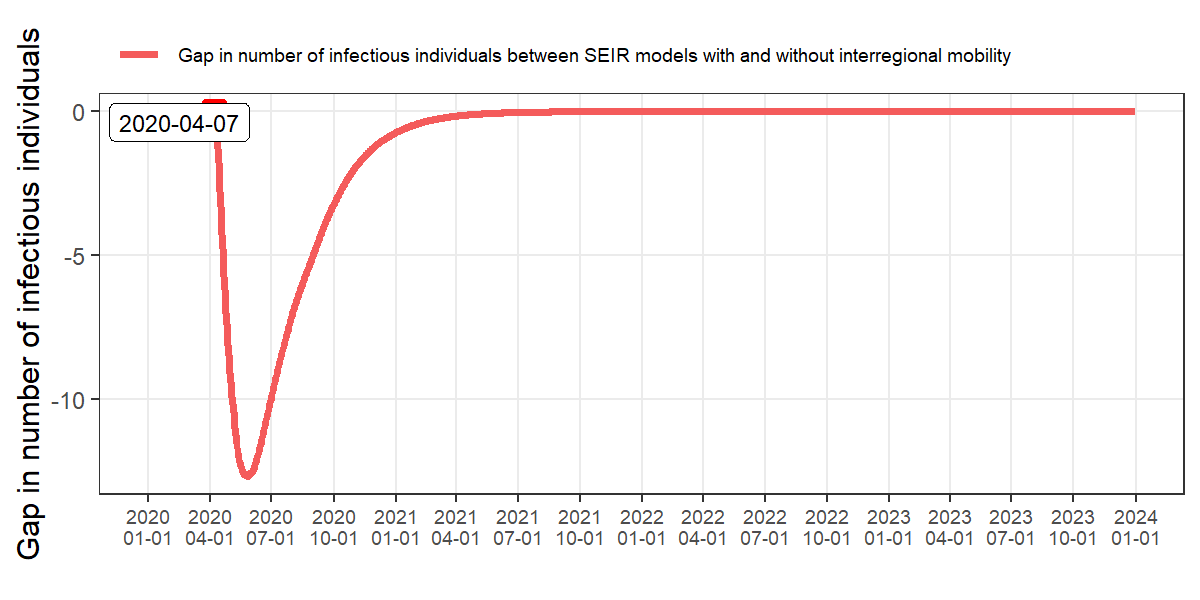 Gap in number of infectious individuals between SEIR models with and without interregional mobility
Gap in number of infectious individuals
0
-5
-10
2020-04-07
2020 2020 2020 2020 2021 2021 2021 2021 2022 2022 2022 2022 2023 2023 2023 2023 2024
01-01 04-01 07-01 10-01 01-01 04-01 07-01 10-01 01-01 04-01 07-01 10-01 01-01 04-01 07-01 10-01 01-01